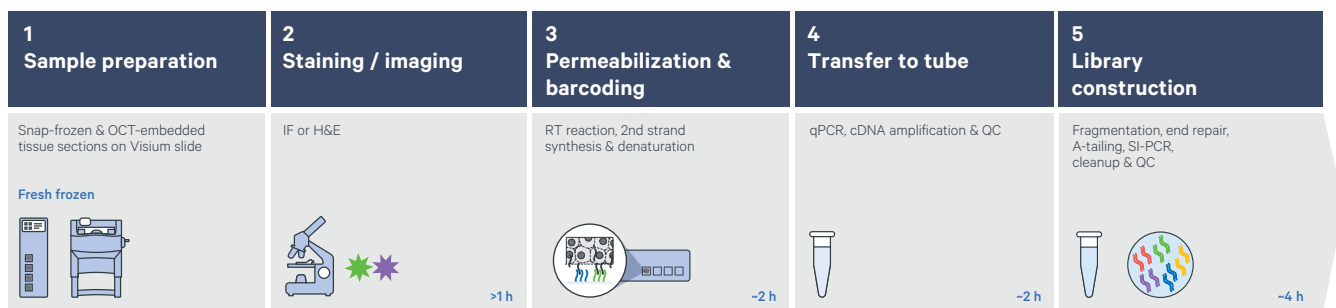 1
Sample preparation
Snap-frozen & OCT-embedded
tissue sections on Visium slide
Fresh frozen
2
Staining / imaging
IF or H&E
>1 h
3
Permeabilization &
barcoding
RT reaction, 2nd strand
synthesis & denaturation
~2 h
4
Transfer to tube
qPCR, cDNA amplification & QC
~2 h
5
Library
construction
Fragmentation, end repair,
A-tailing, SI-PCR,
cleanup & QC
~4 h